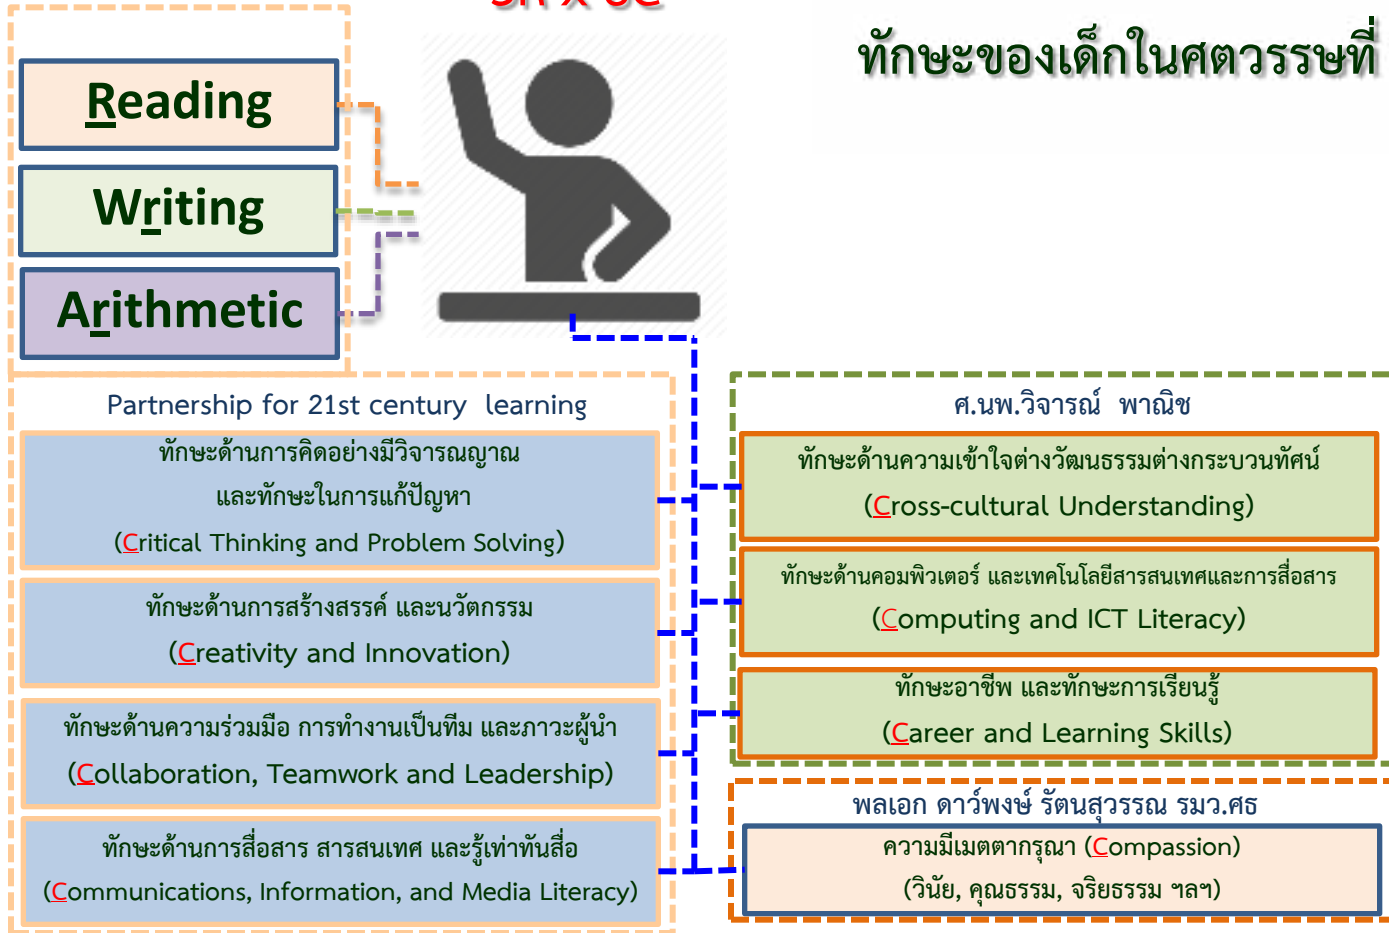 ทักษะของเด็กในศตวรรษที่
Reading
Writing
Arithmetic
Partnership for 21st century learning
ทักษะด้านการคิดอย่างมีวิจารณญาณ
และทักษะในการแก้ปัญหา
(Critical Thinking and Problem Solving)
ทักษะด้านการสร้างสรรค์ และนวัตกรรม
(Creativity and Innovation)
ทักษะด้านความร่วมมือ การทำงานเป็นทีม และภาวะผู้นำ
(Collaboration, Teamwork and Leadership)
ทักษะด้านการสื่อสาร สารสนเทศ และรู้เท่าทันสื่อ
(Communications, Information, and Media Literacy)
ศ.นพ.วิจารณ์ พาณิช
ทักษะด้านความเข้าใจต่างวัฒนธรรมต่างกระบวนทัศน์
(Cross-cultural Understanding)
ทักษะด้านคอมพิวเตอร์ และเทคโนโลยีสารสนเทศและการสื่อสาร
(Computing and ICT Literacy)
ทักษะอาชีพ และทักษะการเรียนรู้
(Career and Learning Skills)
พลเอก ดาว์พงษ์ รัตนสุวรรณ รมว.ศธ
ความมีเมตตากรุณา (Compassion)
(วินัย, คุณธรรม, จริยธรรม ฯลฯ)